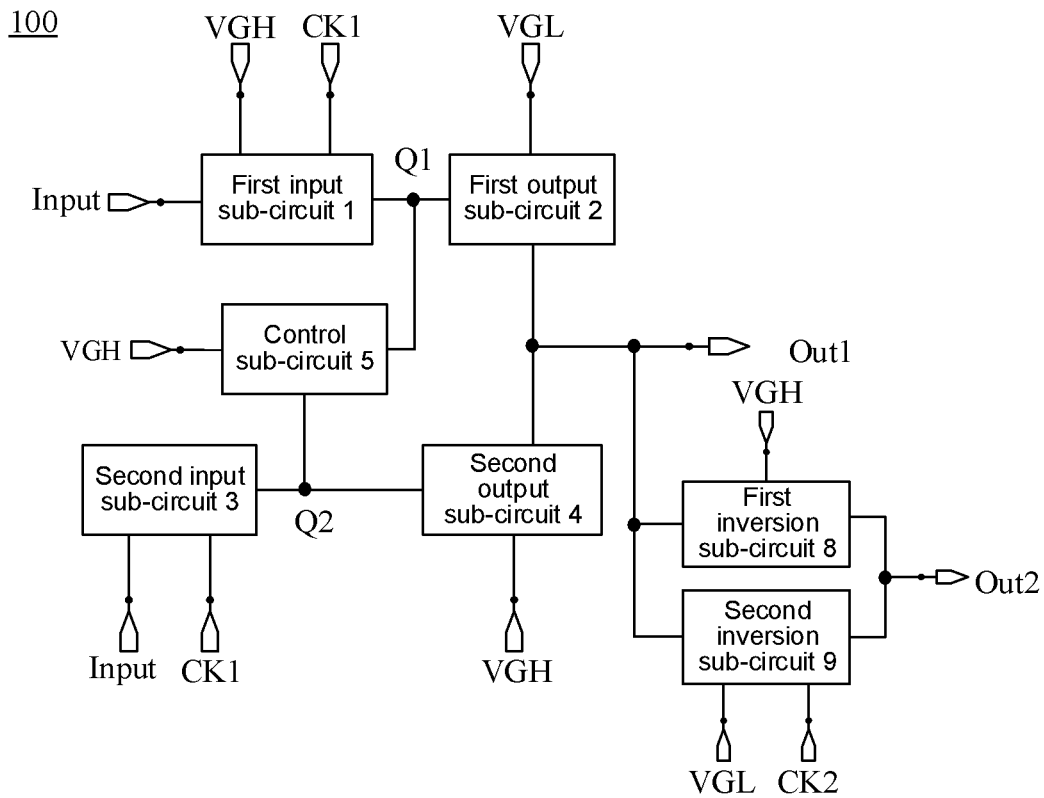 100
VGH
CK1
VGL
Q1
Input
First input
sub-circuit 1
First output
sub-circuit 2
VGH
Control
sub-circuit 5
Out1
VGH
Second input
sub-circuit 3
Second
output
sub-circuit 4
Q2
First
inversion
sub-circuit 8
Out2
Second
inversion
sub-circuit 9
Input
CK1
VGH
VGL
CK2